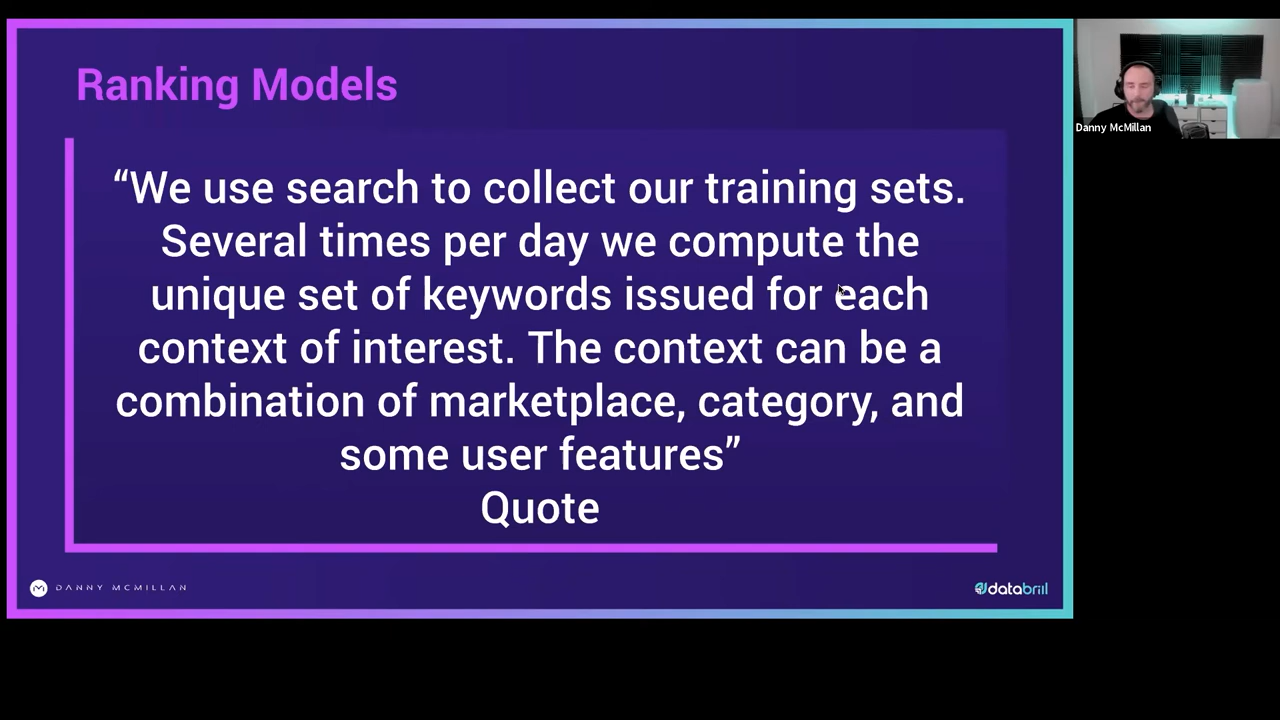 Ranking Models
“We use search to collect our training sets.
Several times per day we compute the
unique set of keywords issued for each
context of interest. The context can be a
combination of marketplace, category, and
some user features”
Quote
DANNY MCMILLAN
databrill
Danny McMillan